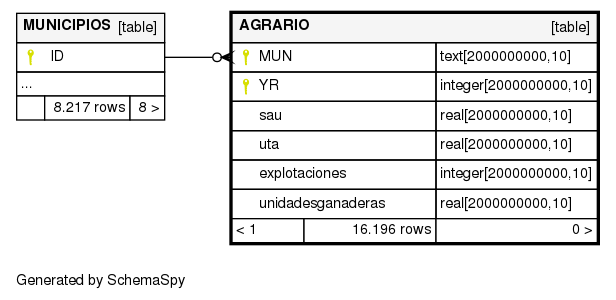 MUNICIPIOS [table]
ID
...
8.217 rows 8 >
AGRARIO [table]
MUN text[2000000000,10]
YR integer[2000000000,10]
sau real[2000000000,10]
uta real[2000000000,10]
explotaciones integer[2000000000,10]
unidadesganaderas real[2000000000,10]
< 1 16.196 rows 0 >
Generated by SchemaSpy